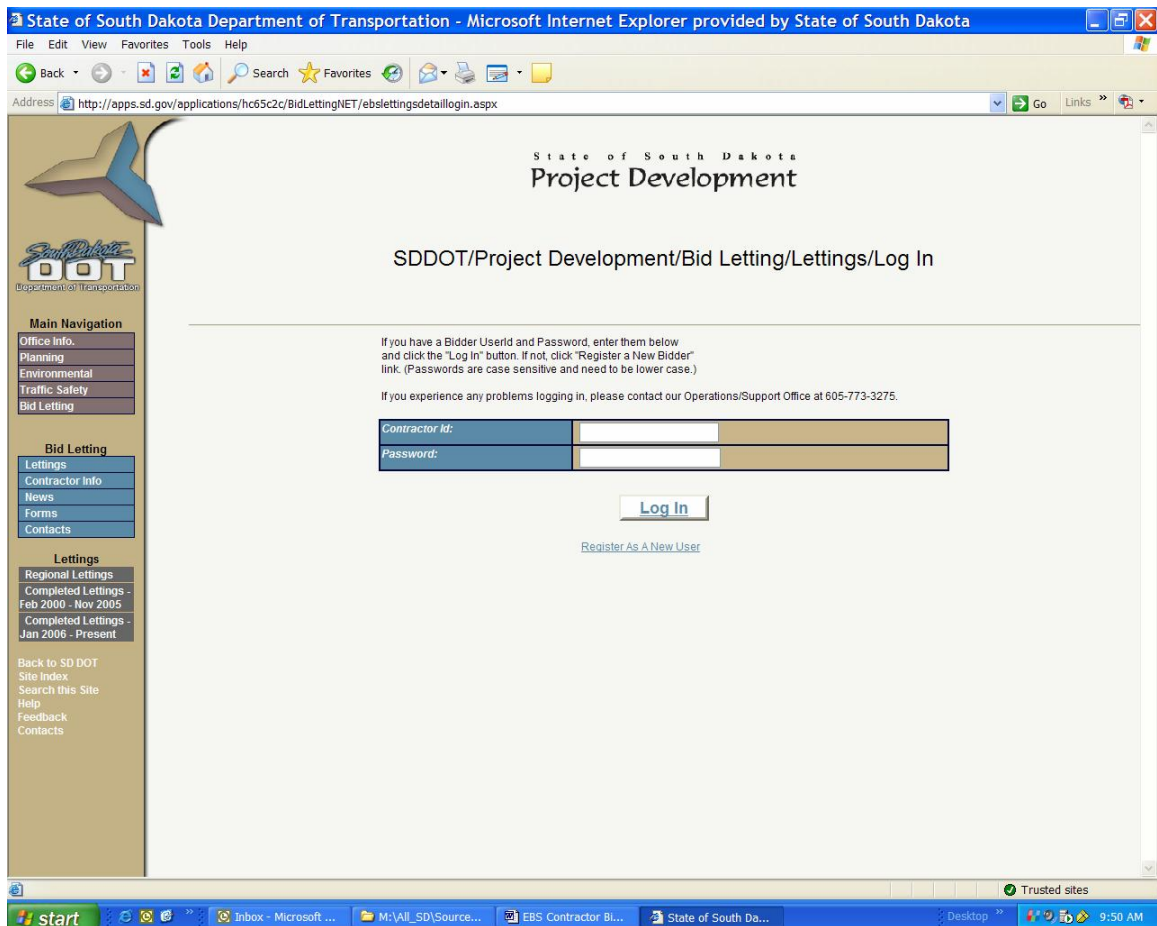 State of South Dakota Department of Transportation - Microsoft Internet Explorer provided by State of South Dakota
File Edit View Favorites Tools Help
Back Search Favorites
Address http://apps.sd.gov/applications/hc65c2c/BidLettingNET/ebslettingsdetaillogin.aspx Go Links »
State of South Dakota
Project Development
South Dakota
DOT
Department of Transportation
SDDOT/Project Development/Bid Letting/Lettings/Log In
Main Navigation
Office Info.
Planning
Environmental
Traffic Safety
Bid Letting
Bid Letting
Lettings
Contractor Info
News
Forms
Contacts
Lettings
Regional Lettings
Completed Lettings -
Feb 2000 - Nov 2005
Completed Lettings -
Jan 2006 - Present
Back to SD DOT
Site Index
Search this Site
Help
Feedback
Contacts
If you have a Bidder UserId and Password, enter them below
and click the "Log In" button. If not, click "Register a New Bidder"
link. (Passwords are case sensitive and need to be lower case.)
If you experience any problems logging in, please contact our Operations/Support Office at 605-773-3275.
Contractor Id:
Password:
Log In
Register As A New User
Trusted sites
start » Inbox - Microsoft ... M:\All_SD\Source... EBS Contractor Bi... State of South Da... Desktop » 9:50 AM